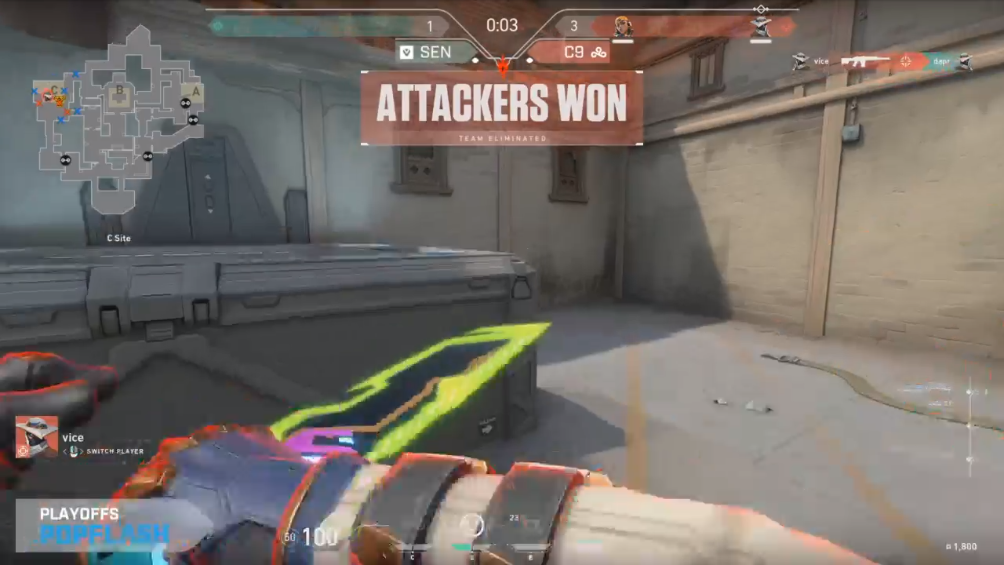 1
0:03
3
SEN
C9
ATTACKERS WON
TEAM ELIMINATED
vice
dapr
C
B
A
C Site
vice
SWITCH PLAYER
PLAYOFFS
POPFLASH
50 100
23
C
E
1,800